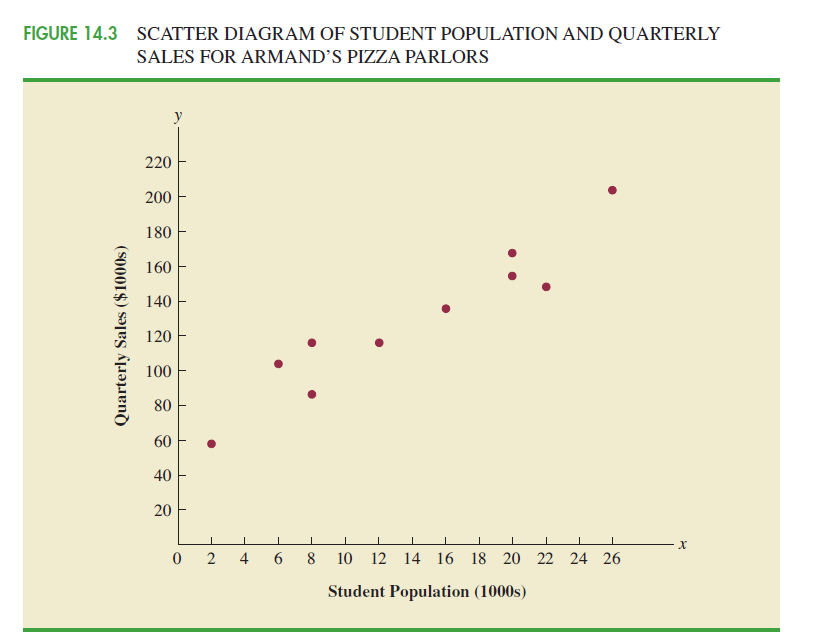 FIGURE 14.3 SCATTER DIAGRAM OF STUDENT POPULATION AND QUARTERLY
SALES FOR ARMAND'S PIZZA PARLORS
y
220
200
180
160
140
120
100
80
60
40
20
Quarterly Sales ($1000s)
0 2 4 6 8 10 12 14 16 18 20 22 24 26
x
Student Population (1000s)